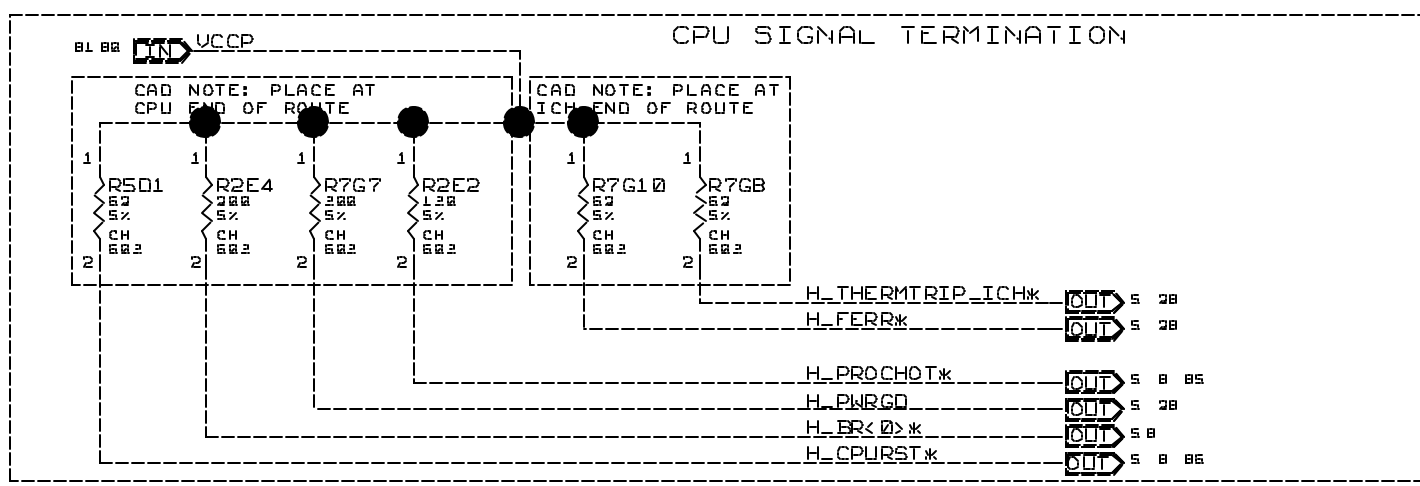 CPU SIGNAL TERMINATION
IN VCCP
CAD NOTE: PLACE AT
CPU END OF ROUTE
CAD NOTE: PLACE AT
ICH END OF ROUTE
1 1 1 1 1 1
R5D1 R2E4 R7G7 R2E2 R7G10 R7G8
62 200 300 130 62 62
5% 5% 5% 5% 5% 5%
CH CH CH CH CH CH
603 603 603 603 603 603
2 2 2 2 2 2
H_THERMTRIP_ICH* OUT 5 28
H_FERR* OUT 5 28
H_PROCHOT* OUT 5 8 85
H_PWRGD OUT 5 28
H_BR<0>* OUT 5 8
H_CPURST* OUT 5 8 86